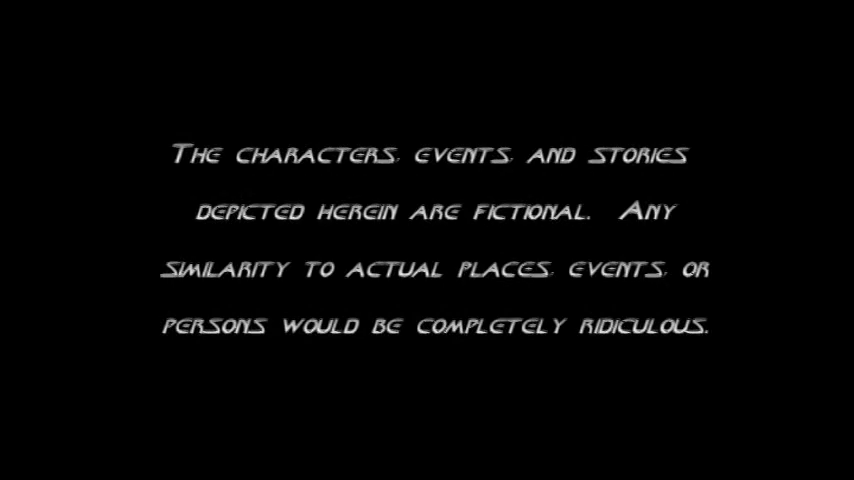 The characters, events, and stories
depicted herein are fictional. Any
similarity to actual places, events, or
persons would be completely ridiculous.